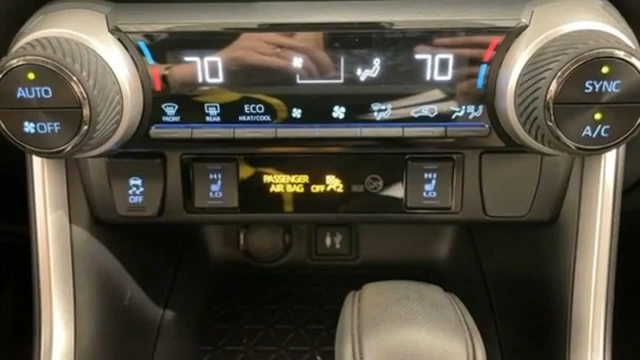 70 70
AUTO
OFF
SYNC
A/C
FRONT REAR ECO
HEAT/COOL
HI
LO
PASSENGER
AIR BAG OFF 2
HI
LO
OFF